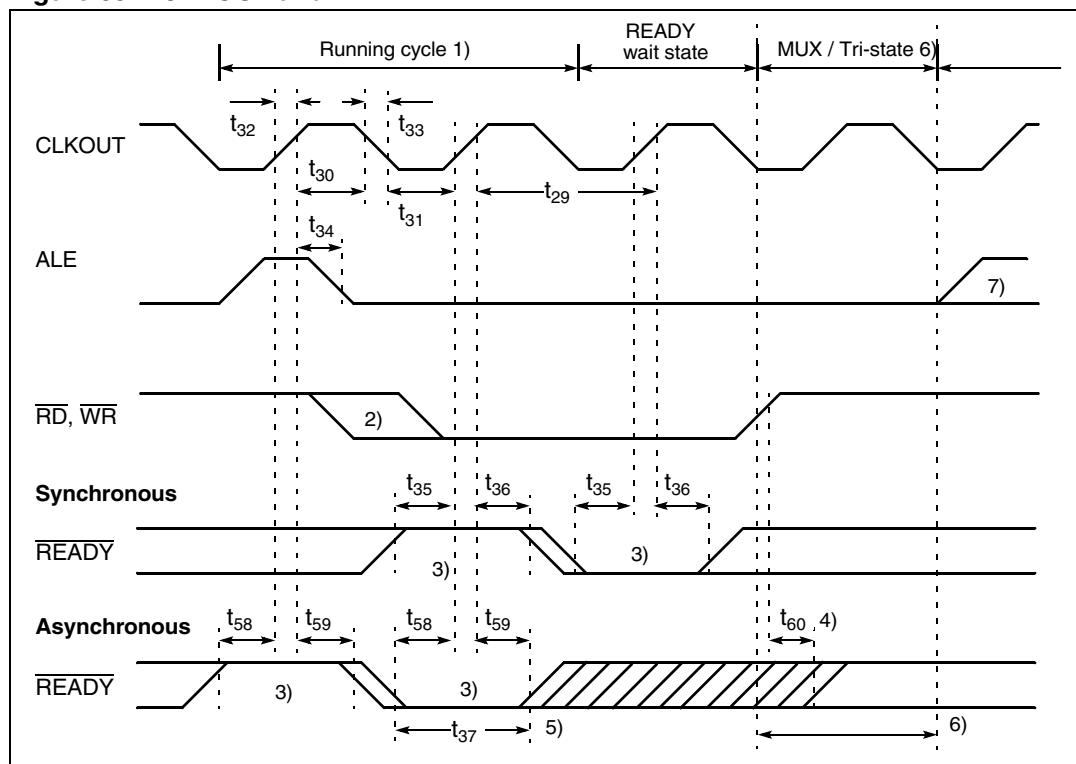 Running cycle 1)
READY
wait state
MUX / Tri-state 6)
t32
t33
CLKOUT
t30
t31
t29
t34
ALE
7)
RD, WR
2)
t35
t36
t35
t36
Synchronous
READY
3)
3)
t58
t59
t58
t59
t60
4)
Asynchronous
READY
3)
3)
t37
5)
6)